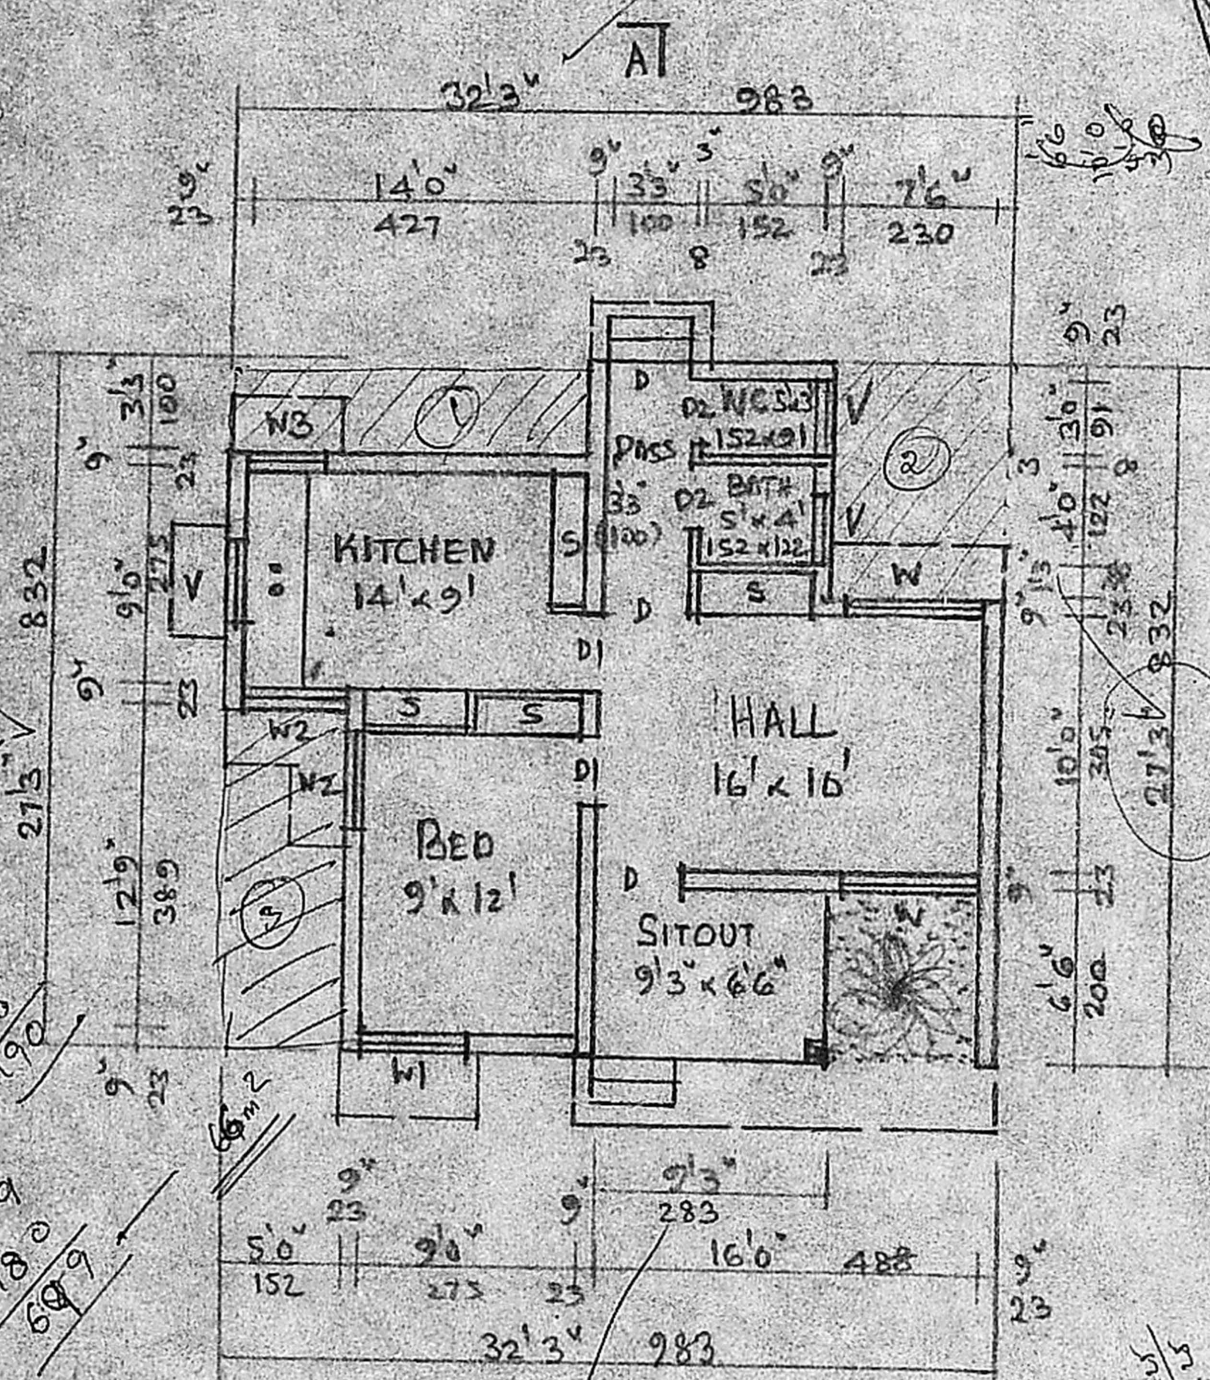 A
32'3" 983
9" 14'0" 9" 3'3" 3" 5'0" 9" 7'6"
23 427 23 100 8 152 23 230
9"
23
3'3"
100
3'0"
91
D
D2 WC 5x3
152x91
V
W3
1
2
9"
23
PASS
3
8
3'3"
(100)
D2 BATH
5'x4'
152x122
V
4'0"
122
KITCHEN
14'x9'
S
V
9'0"
275
832
27'3"
S
W
1'3"
9"
23
38
D
D1
832
27'3"
9"
23
S
S
W2
W2
HALL
16'x10'
10'0"
305
D1
BED
9'x12'
12'9"
389
3
D
W
9"
23
SITOUT
9'3"x6'6"
6'6"
200
90
W1
9"
23
66m2
9"
23
9"
9'3"
283
5'0" 9'0" 16'0" 488 9"
152 275 23 23
32'3" 983